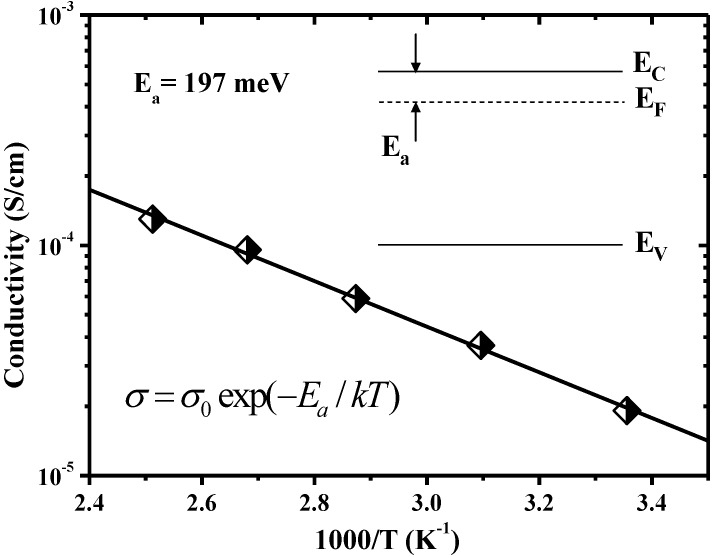 10⁻³
Eₐ = 197 meV
E_C
E_F
Eₐ
E_V
10⁻⁴
Conductivity (S/cm)
σ = σ₀ exp(−Eₐ / kT)
10⁻⁵
2.4 2.6 2.8 3.0 3.2 3.4
1000/T (K⁻¹)